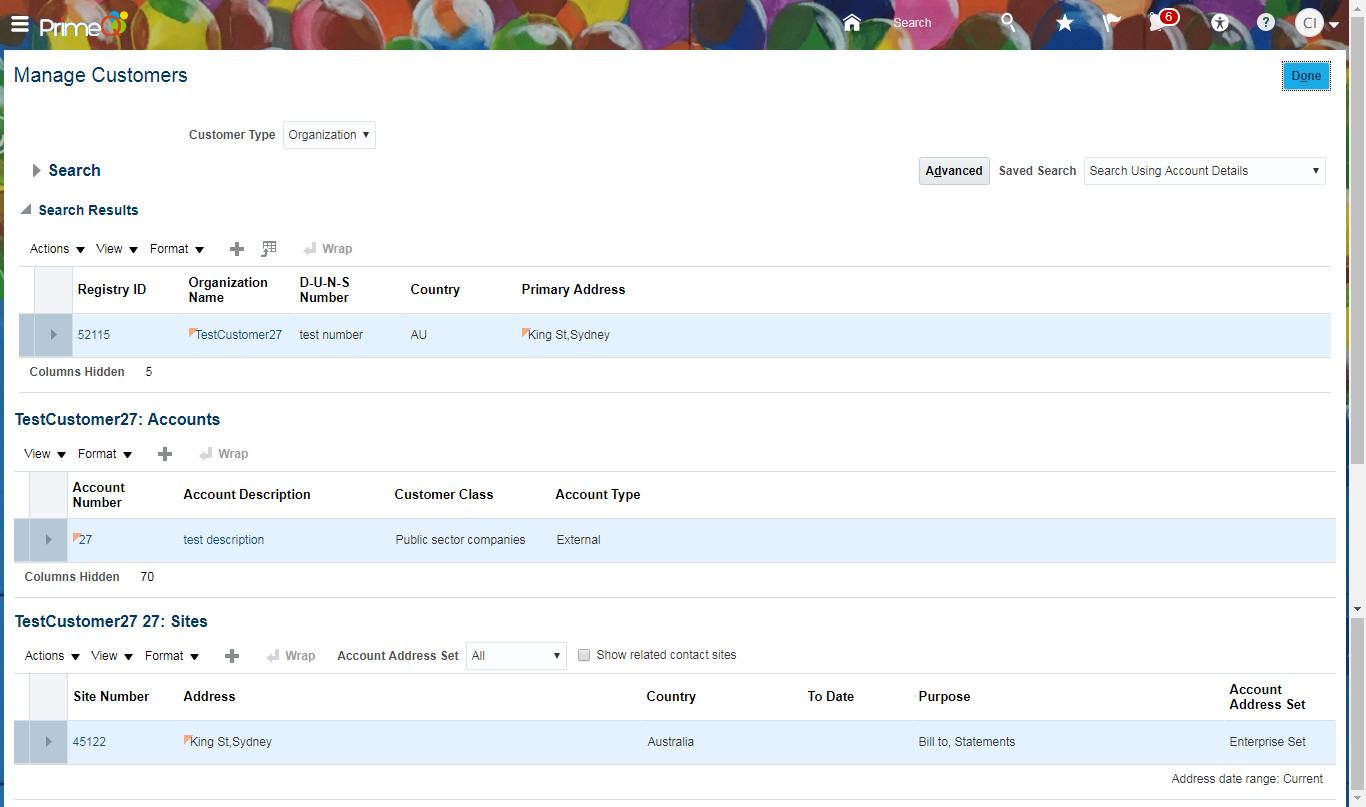 Prime
Search
6
?
CI
Manage Customers
Done
Customer Type Organization
Search
Advanced Saved Search Search Using Account Details
Search Results
Actions View Format Wrap
Registry ID Organization Name D-U-N-S Number Country Primary Address
52115 TestCustomer27 test number AU King St,Sydney
Columns Hidden 5
TestCustomer27: Accounts
View Format Wrap
Account Number Account Description Customer Class Account Type
27 test description Public sector companies External
Columns Hidden 70
TestCustomer27 27: Sites
Actions View Format Wrap Account Address Set All Show related contact sites
Site Number Address Country To Date Purpose Account Address Set
45122 King St,Sydney Australia Bill to, Statements Enterprise Set
Address date range: Current